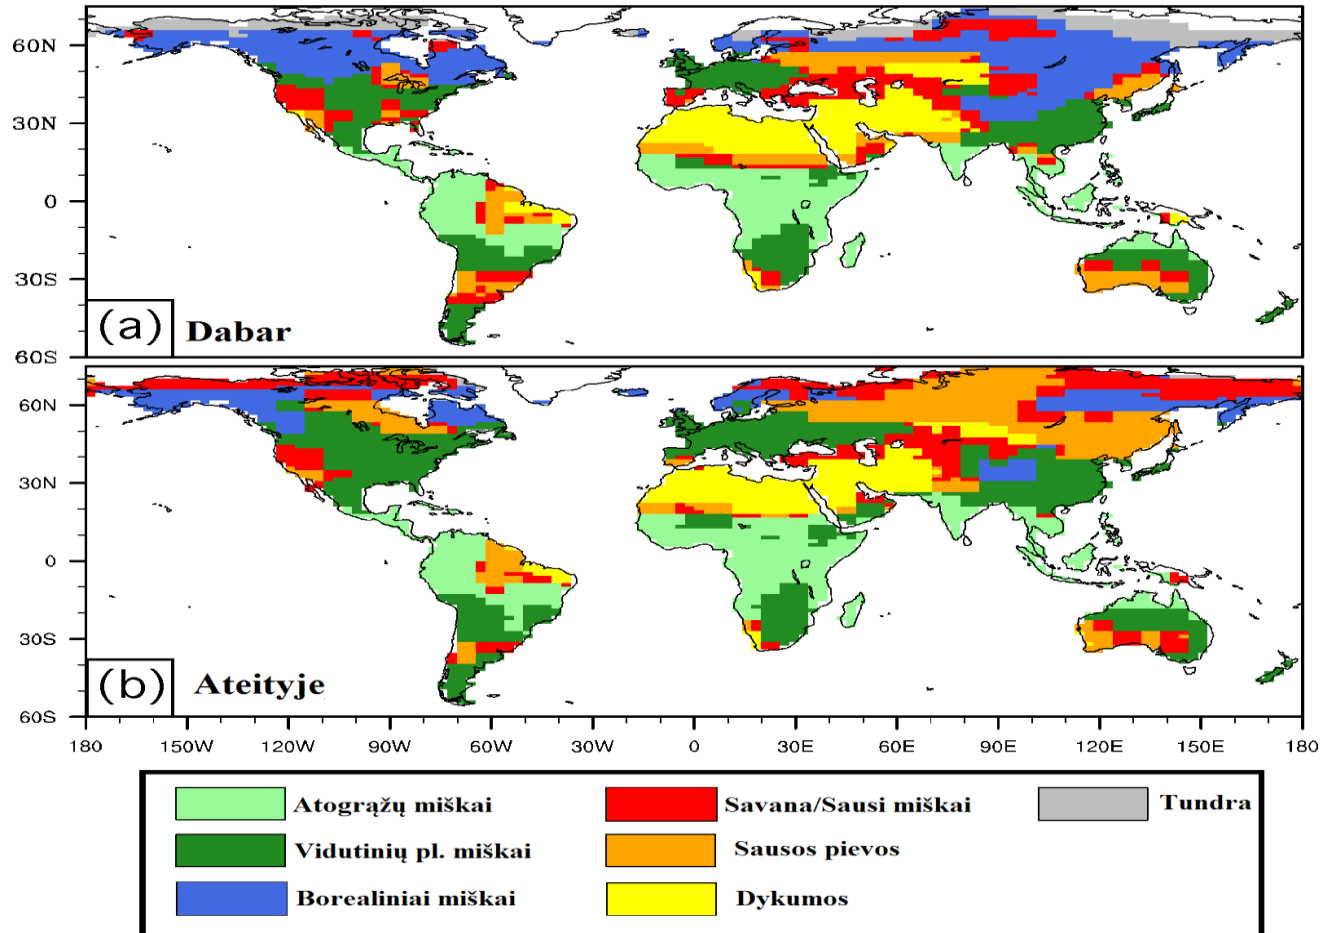 60N
30N
0
30S
(a) Dabar
60S
60N
30N
0
30S
(b) Ateityje
60S
180 150W 120W 90W 60W 30W 0 30E 60E 90E 120E 150E 180
Atogrąžų miškai Savana/Sausi miškai Tundra
Vidutinių pl. miškai Sausos pievos
Borealiniai miškai Dykumos